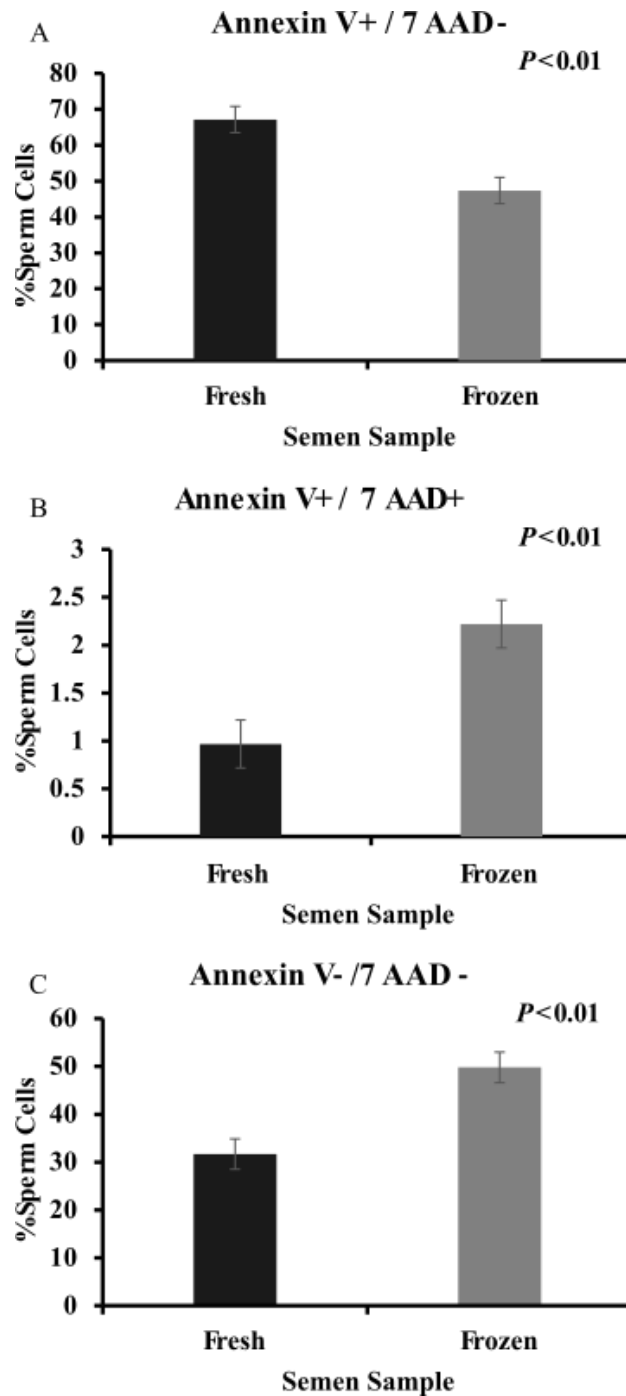 A
Annexin V+ / 7 AAD-
P<0.01
%Sperm Cells
80
70
60
50
40
30
20
10
0
Fresh Frozen
Semen Sample
B
Annexin V+ / 7 AAD+
P<0.01
%Sperm Cells
3
2.5
2
1.5
1
0.5
0
Fresh Frozen
Semen Sample
C
Annexin V- /7 AAD -
P<0.01
%Sperm Cells
60
50
40
30
20
10
0
Fresh Frozen
Semen Sample